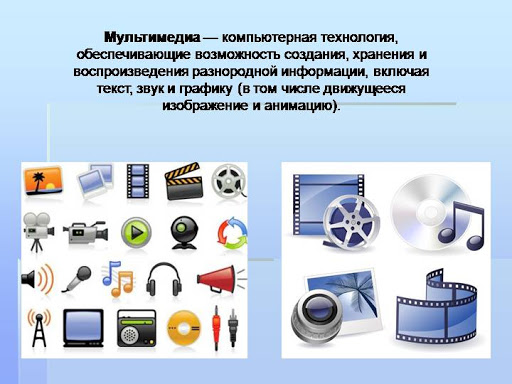 Мультимедиа — компьютерная технология,
обеспечивающие возможность создания, хранения и
воспроизведения разнородной информации, включая
текст, звук и графику (в том числе движущееся
изображение и анимацию).